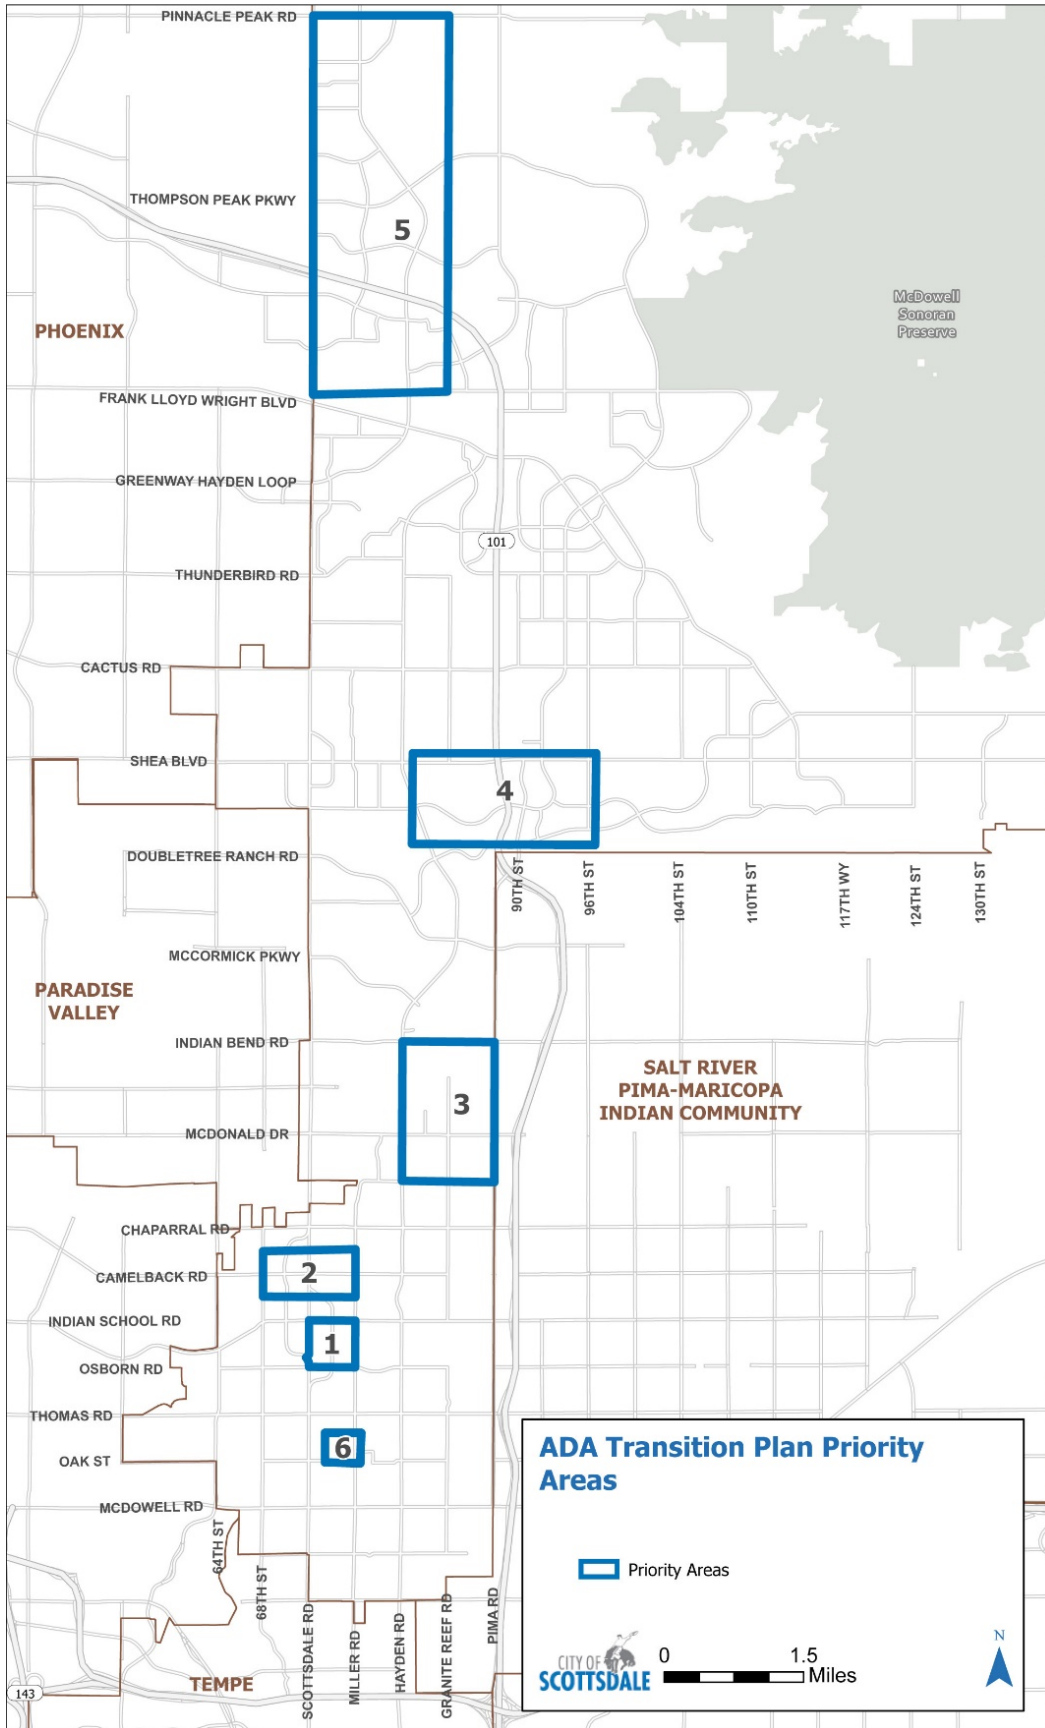 PINNACLE PEAK RD
THOMPSON PEAK PKWY
5
McDowell
Sonoran
Preserve
PHOENIX
FRANK LLOYD WRIGHT BLVD
GREENWAY HAYDEN LOOP
101
THUNDERBIRD RD
CACTUS RD
SHEA BLVD
4
DOUBLETREE RANCH RD
90TH ST
96TH ST
104TH ST
110TH ST
117TH WY
124TH ST
130TH ST
MCCORMICK PKWY
PARADISE
VALLEY
INDIAN BEND RD
SALT RIVER
PIMA-MARICOPA
INDIAN COMMUNITY
3
MCDONALD DR
CHAPARRAL RD
2
CAMELBACK RD
INDIAN SCHOOL RD
1
OSBORN RD
THOMAS RD
6
OAK ST
MCDOWELL RD
64TH ST
68TH ST
SCOTTSDALE RD
MILLER RD
HAYDEN RD
GRANITE REEF RD
PIMA RD
TEMPE
143
ADA Transition Plan Priority
Areas
Priority Areas
CITY OF
SCOTTSDALE
0 1.5
Miles
N